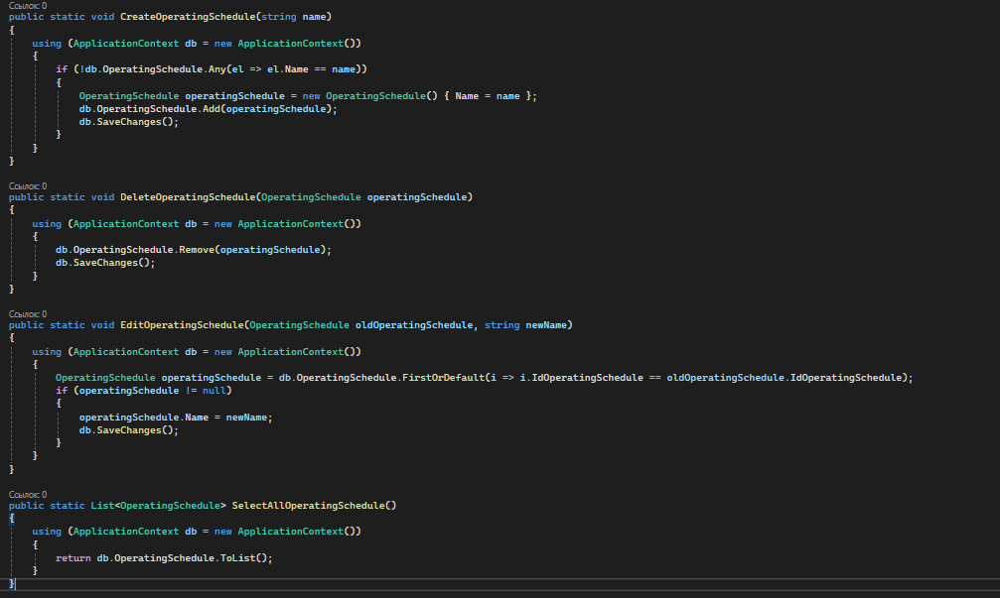 Ссылок: 0
public static void CreateOperatingSchedule(string name)
{
    using (ApplicationContext db = new ApplicationContext())
    {
        if (!db.OperatingSchedule.Any(el => el.Name == name))
        {
            OperatingSchedule operatingSchedule = new OperatingSchedule() { Name = name };
            db.OperatingSchedule.Add(operatingSchedule);
            db.SaveChanges();
        }
    }
}
Ссылок: 0
public static void DeleteOperatingSchedule(OperatingSchedule operatingSchedule)
{
    using (ApplicationContext db = new ApplicationContext())
    {
        db.OperatingSchedule.Remove(operatingSchedule);
        db.SaveChanges();
    }
}
Ссылок: 0
public static void EditOperatingSchedule(OperatingSchedule oldOperatingSchedule, string newName)
{
    using (ApplicationContext db = new ApplicationContext())
    {
        OperatingSchedule operatingSchedule = db.OperatingSchedule.FirstOrDefault(i => i.IdOperatingSchedule == oldOperatingSchedule.IdOperatingSchedule);
        if (operatingSchedule != null)
        {
            operatingSchedule.Name = newName;
            db.SaveChanges();
        }
    }
}
Ссылок: 0
public static List<OperatingSchedule> SelectAllOperatingSchedule()
{
    using (ApplicationContext db = new ApplicationContext())
    {
        return db.OperatingSchedule.ToList();
    }
}